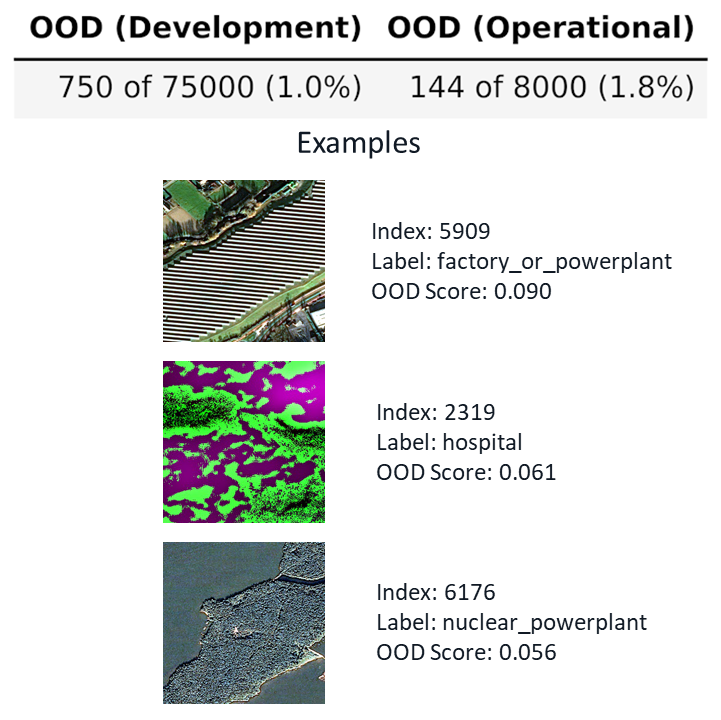 OOD (Development) OOD (Operational)
750 of 75000 (1.0%) 144 of 8000 (1.8%)
Examples
Index: 5909
Label: factory_or_powerplant
OOD Score: 0.090
Index: 2319
Label: hospital
OOD Score: 0.061
Index: 6176
Label: nuclear_powerplant
OOD Score: 0.056